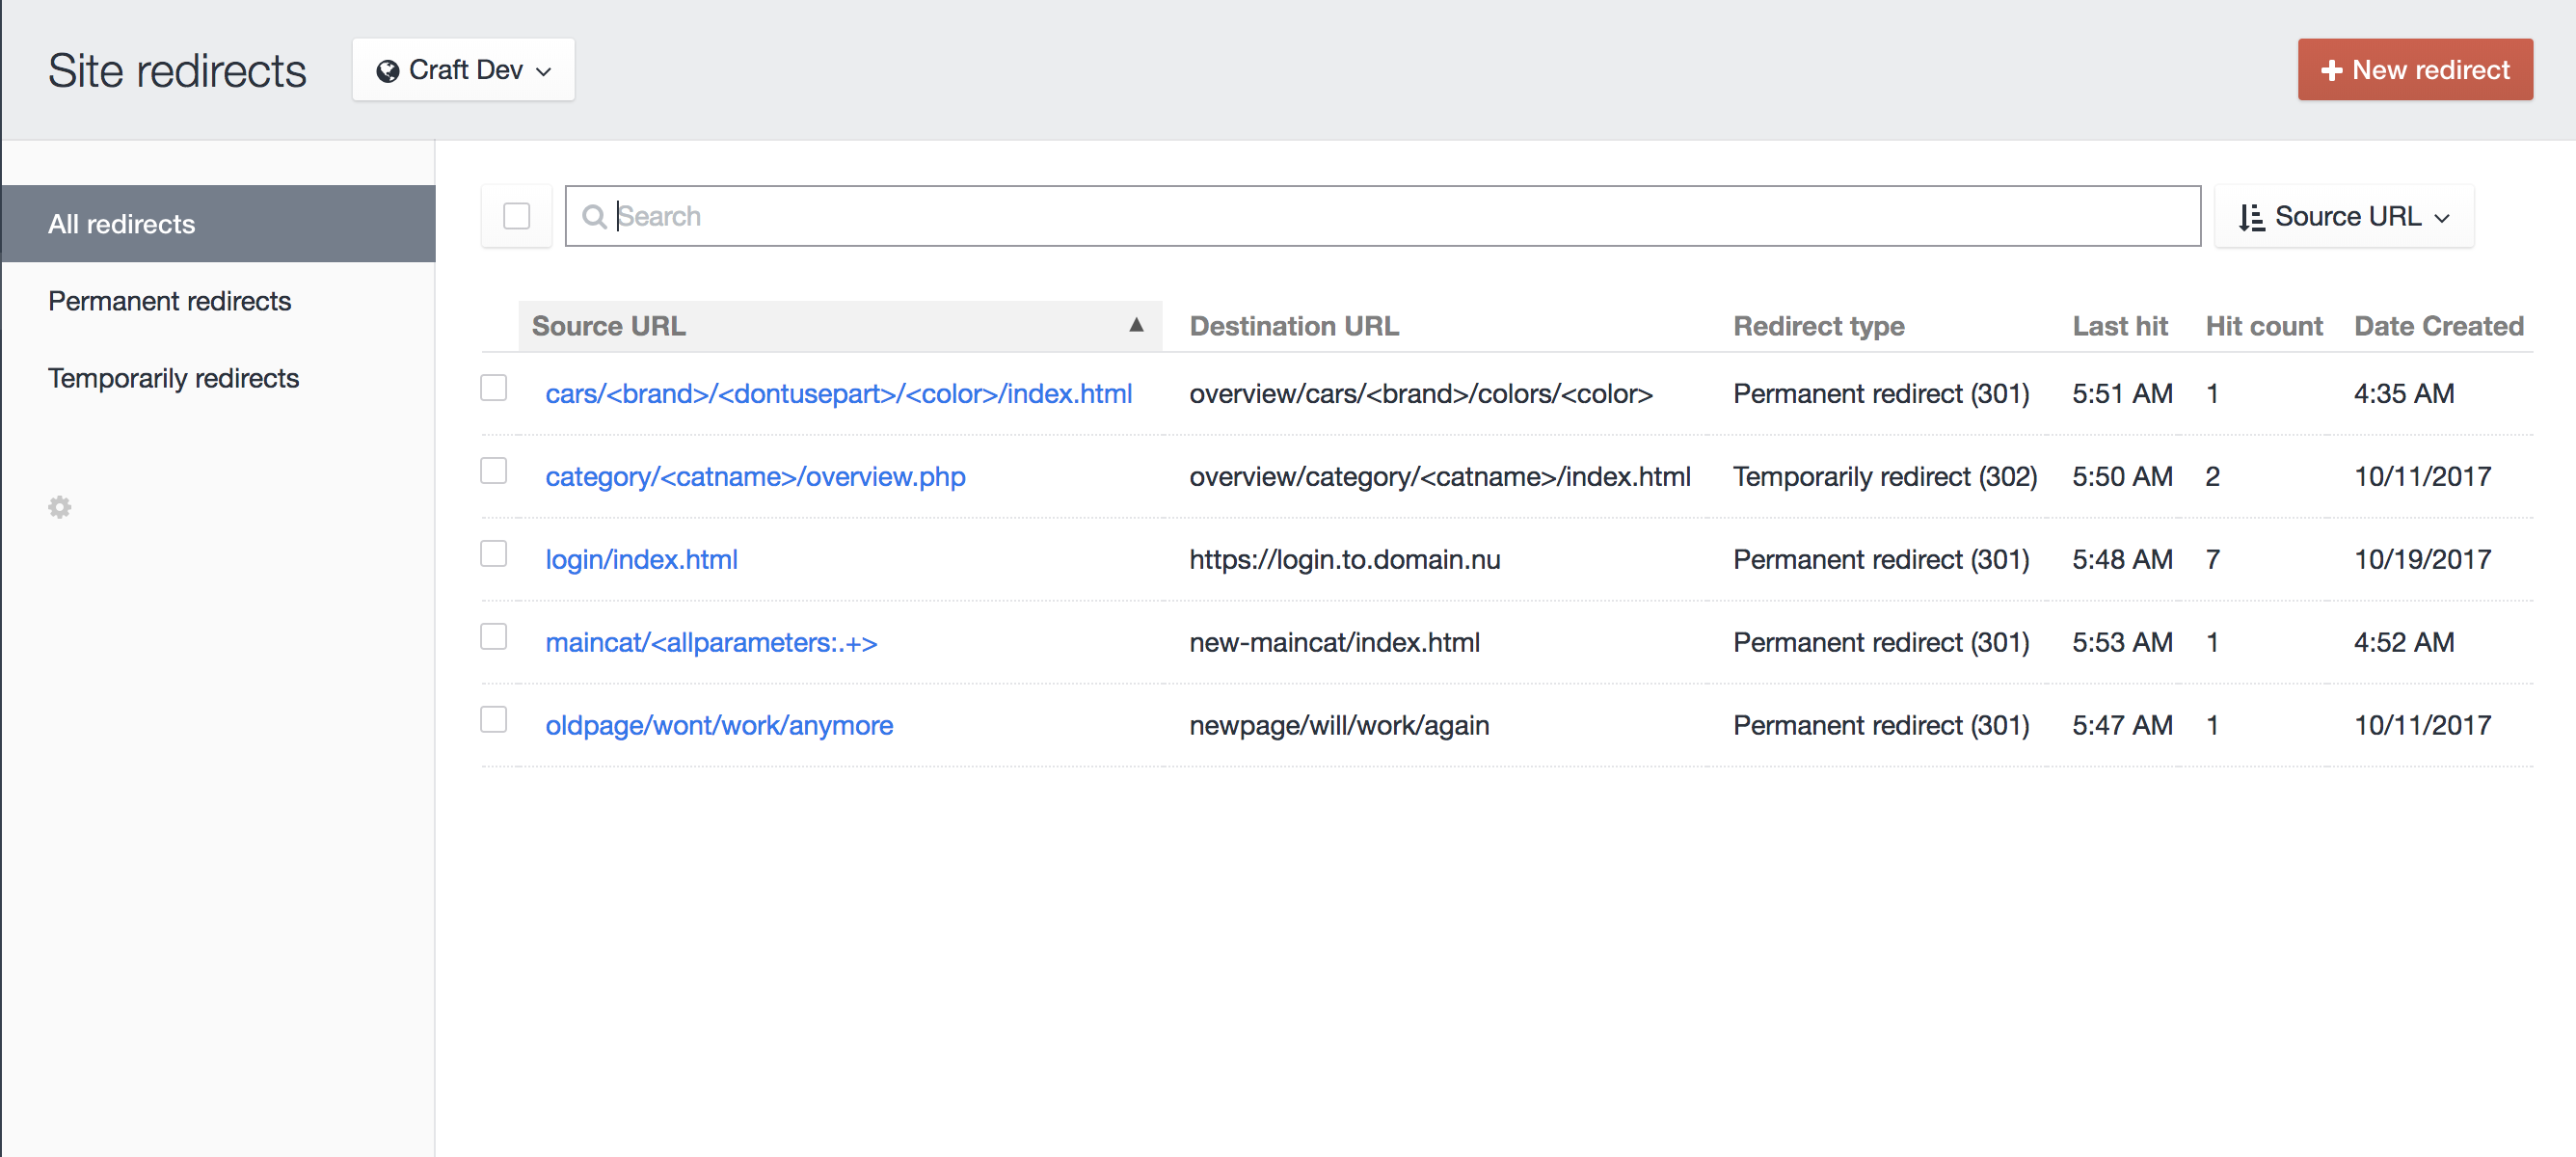 Site redirects
Craft Dev
New redirect
All redirects
Permanent redirects
Temporarily redirects
Search
Source URL
Source URL ▲ Destination URL Redirect type Last hit Hit count Date Created
cars/<brand>/<dontusepart>/<color>/index.html overview/cars/<brand>/colors/<color> Permanent redirect (301) 5:51 AM 1 4:35 AM
category/<catname>/overview.php overview/category/<catname>/index.html Temporarily redirect (302) 5:50 AM 2 10/11/2017
login/index.html https://login.to.domain.nu Permanent redirect (301) 5:48 AM 7 10/19/2017
maincat/<allparameters:.+> new-maincat/index.html Permanent redirect (301) 5:53 AM 1 4:52 AM
oldpage/wont/work/anymore newpage/will/work/again Permanent redirect (301) 5:47 AM 1 10/11/2017